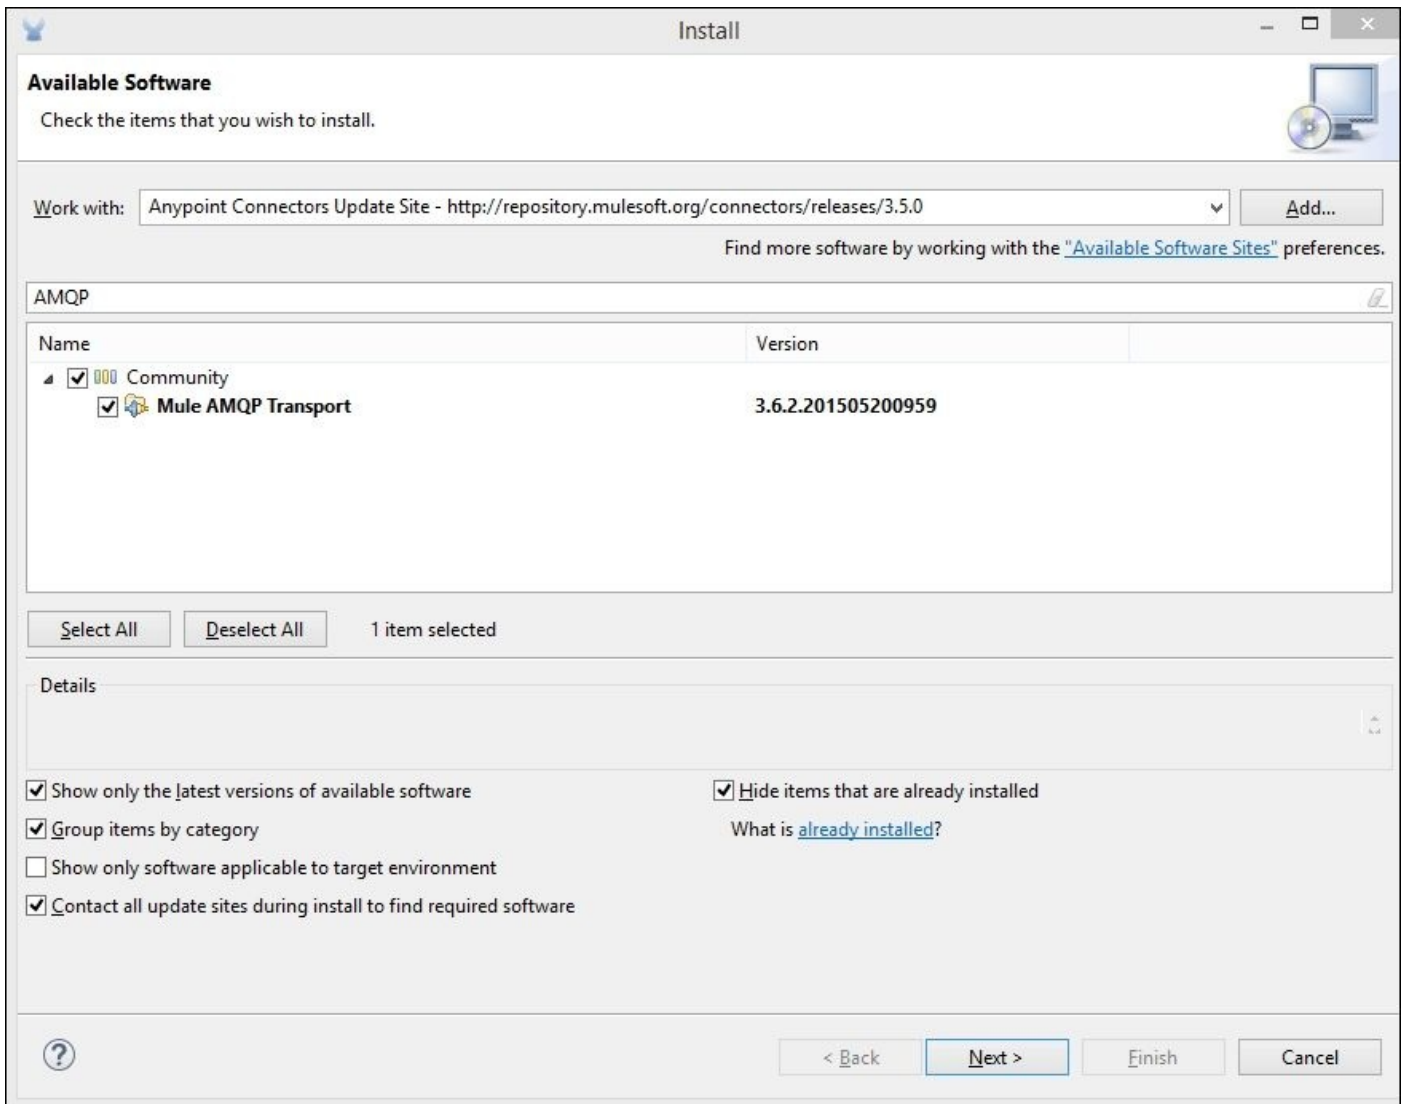 Install
Available Software
Check the items that you wish to install.
Work with: Anypoint Connectors Update Site - http://repository.mulesoft.org/connectors/releases/3.5.0 Add...
Find more software by working with the "Available Software Sites" preferences.
AMQP
Name Version
Community
Mule AMQP Transport 3.6.2.201505200959
Select All Deselect All 1 item selected
Details
Show only the latest versions of available software Hide items that are already installed
Group items by category What is already installed?
Show only software applicable to target environment
Contact all update sites during install to find required software
? < Back Next > Finish Cancel